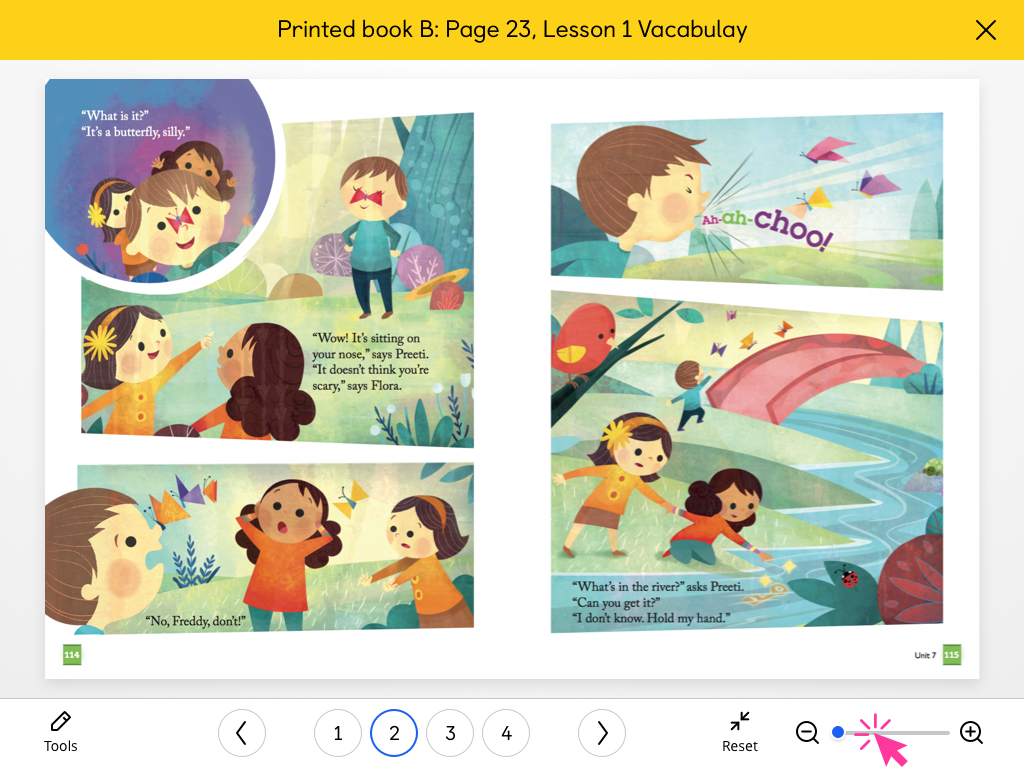 Printed book B: Page 23, Lesson 1 Vacabulay
“What is it?”
“It’s a butterfly, silly.”
“Wow! It’s sitting on
your nose,” says Preeti.
“It doesn’t think you’re
scary,” says Flora.
“No, Freddy, don’t!”
114
Ah-ah-choo!
“What’s in the river?” asks Preeti.
“Can you get it?”
“I don’t know. Hold my hand.”
Unit 7 115
Tools
1 2 3 4
Reset